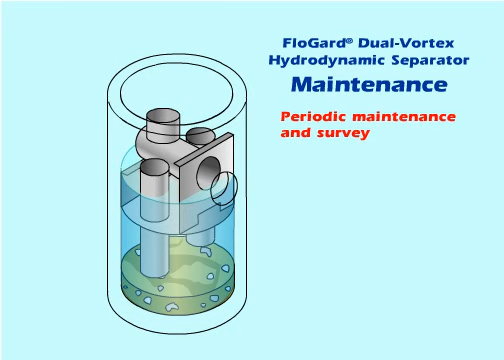 FloGard® Dual-Vortex
Hydrodynamic Separator
Maintenance
Periodic maintenance
and survey